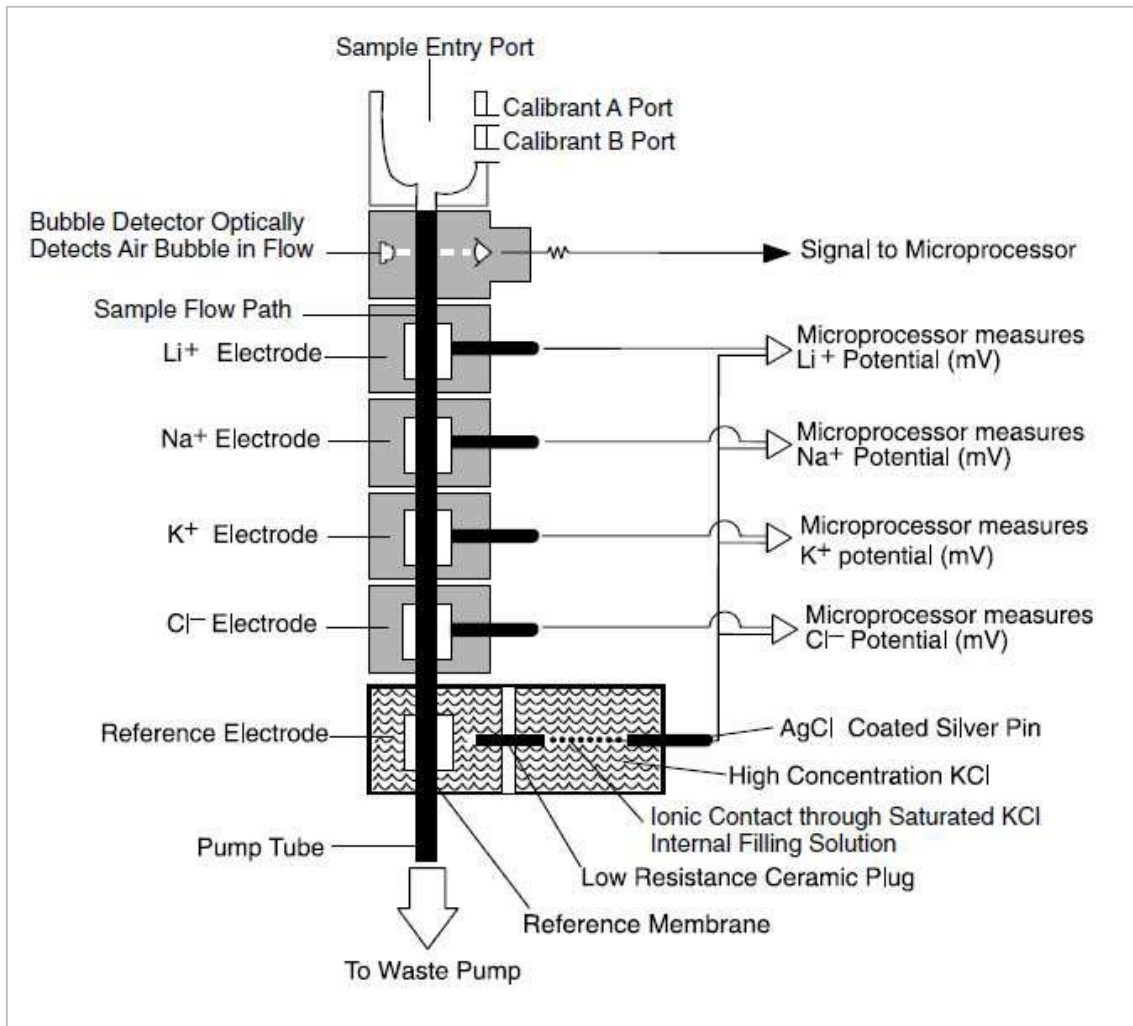 Sample Entry Port
Calibrant A Port
Calibrant B Port
Bubble Detector Optically
Detects Air Bubble in Flow
Signal to Microprocessor
Sample Flow Path
Li+ Electrode
Microprocessor measures
Li+ Potential (mV)
Na+ Electrode
Microprocessor measures
Na+ Potential (mV)
K+ Electrode
Microprocessor measures
K+ potential (mV)
Cl– Electrode
Microprocessor measures
Cl– Potential (mV)
Reference Electrode
AgCl Coated Silver Pin
High Concentration KCl
Ionic Contact through Saturated KCl
Internal Filling Solution
Pump Tube
Low Resistance Ceramic Plug
Reference Membrane
To Waste Pump